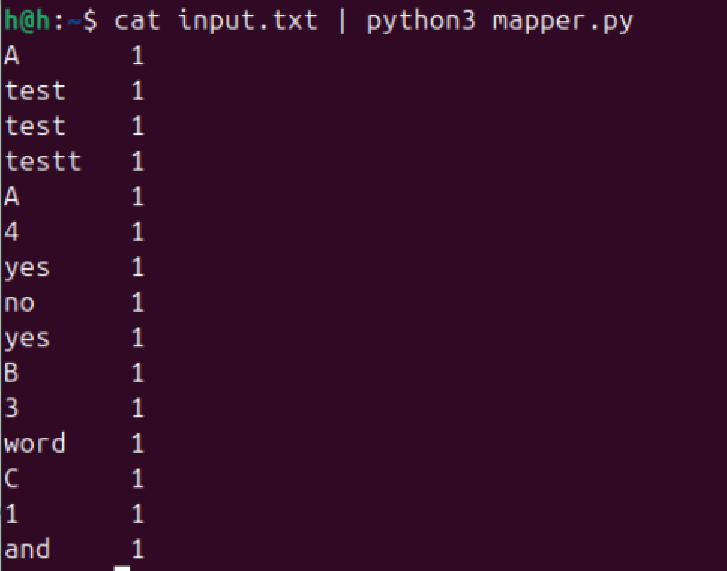 h@h:~$ cat input.txt | python3 mapper.py
A 1
test 1
test 1
testt 1
A 1
4 1
yes 1
no 1
yes 1
B 1
3 1
word 1
C 1
1 1
and 1